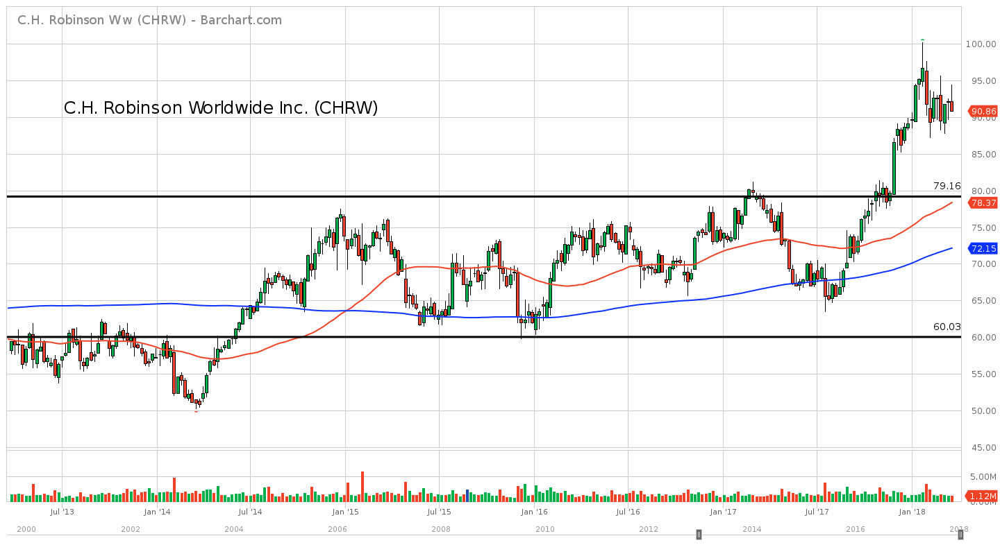 C.H. Robinson Ww (CHRW) - Barchart.com
100.00
95.00
C.H. Robinson Worldwide Inc. (CHRW)
90.86
90.00
85.00
79.16
80.00
78.37
75.00
72.15
70.00
65.00
60.03
60.00
55.00
50.00
45.00
5.00M
1.12M
Jul '13 Jan '14 Jul '14 Jan '15 Jul '15 Jan '16 Jul '16 Jan '17 Jul '17 Jan '18
2000 2002 2004 2006 2008 2010 2012 2014 2016 2018